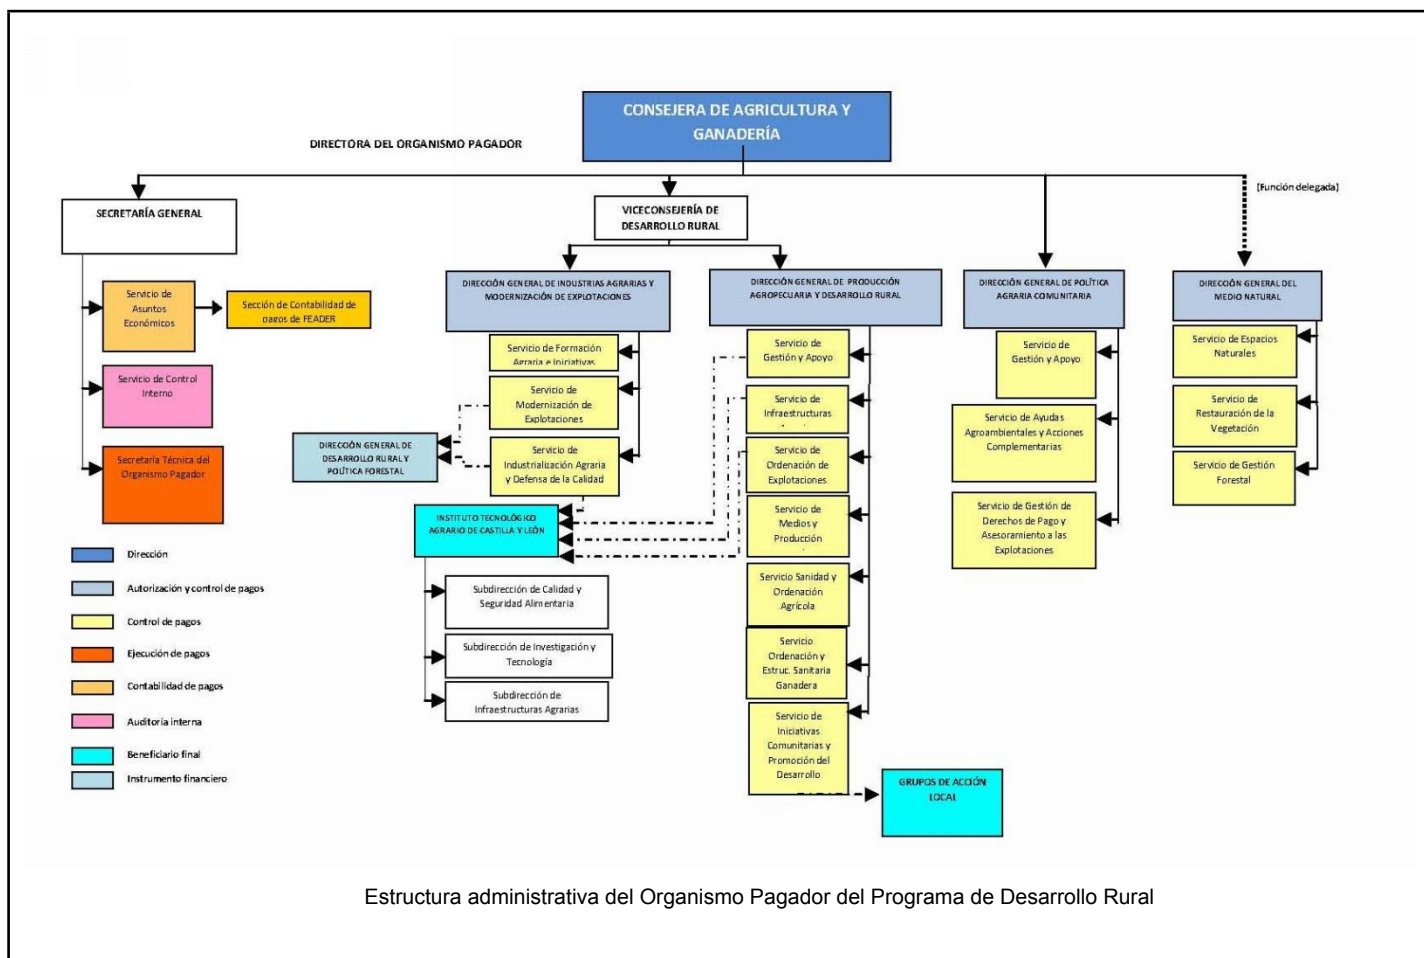 CONSEJERA DE AGRICULTURA Y
GANADERÍA
DIRECTORA DEL ORGANISMO PAGADOR
(Función delegada)
SECRETARÍA GENERAL
VICECONSEJERÍA DE
DESARROLLO RURAL
DIRECCIÓN GENERAL DE INDUSTRIAS AGRARIAS Y
MODERNIZACIÓN DE EXPLOTACIONES
DIRECCIÓN GENERAL DE PRODUCCIÓN
AGROPECUARIA Y DESARROLLO RURAL
DIRECCIÓN GENERAL DE POLÍTICA
AGRARIA COMUNITARIA
DIRECCIÓN GENERAL DEL
MEDIO NATURAL
Servicio de
Asuntos
Económicos
Sección de Contabilidad de
pagos de FEADER
Servicio de Control
Interno
Secretaría Técnica del
Organismo Pagador
Servicio de Formación
Agraria e Iniciativas
Servicio de
Modernización de
Explotaciones
Servicio de
Industrialización Agraria
y Defensa de la Calidad
DIRECCIÓN GENERAL DE
DESARROLLO RURAL Y
POLÍTICA FORESTAL
INSTITUTO TECNOLÓGICO
AGRARIO DE CASTILLA Y LEÓN
Subdirección de Calidad y
Seguridad Alimentaria
Subdirección de Investigación y
Tecnología
Subdirección de
Infraestructuras Agrarias
Servicio de
Gestión y Apoyo
Servicio de
Infraestructuras
Servicio de
Ordenación de
Explotaciones
Servicio de
Medios y
Producción
Servicio Sanidad y
Ordenación
Agrícola
Servicio
Ordenación y
Estruc. Sanitaria
Ganadera
Servicio de
Iniciativas
Comunitarias y
Promoción del
Desarrollo
GRUPOS DE ACCIÓN
LOCAL
Servicio de
Gestión y Apoyo
Servicio de Ayudas
Agroambientales y Acciones
Complementarias
Servicio de Gestión de
Derechos de Pago y
Asesoramiento a las
Explotaciones
Servicio de Espacios
Naturales
Servicio de
Restauración de la
Vegetación
Servicio de Gestión
Forestal
Dirección
Autorización y control de pagos
Control de pagos
Ejecución de pagos
Contabilidad de pagos
Auditoría interna
Beneficiario final
Instrumento financiero
Estructura administrativa del Organismo Pagador del Programa de Desarrollo Rural